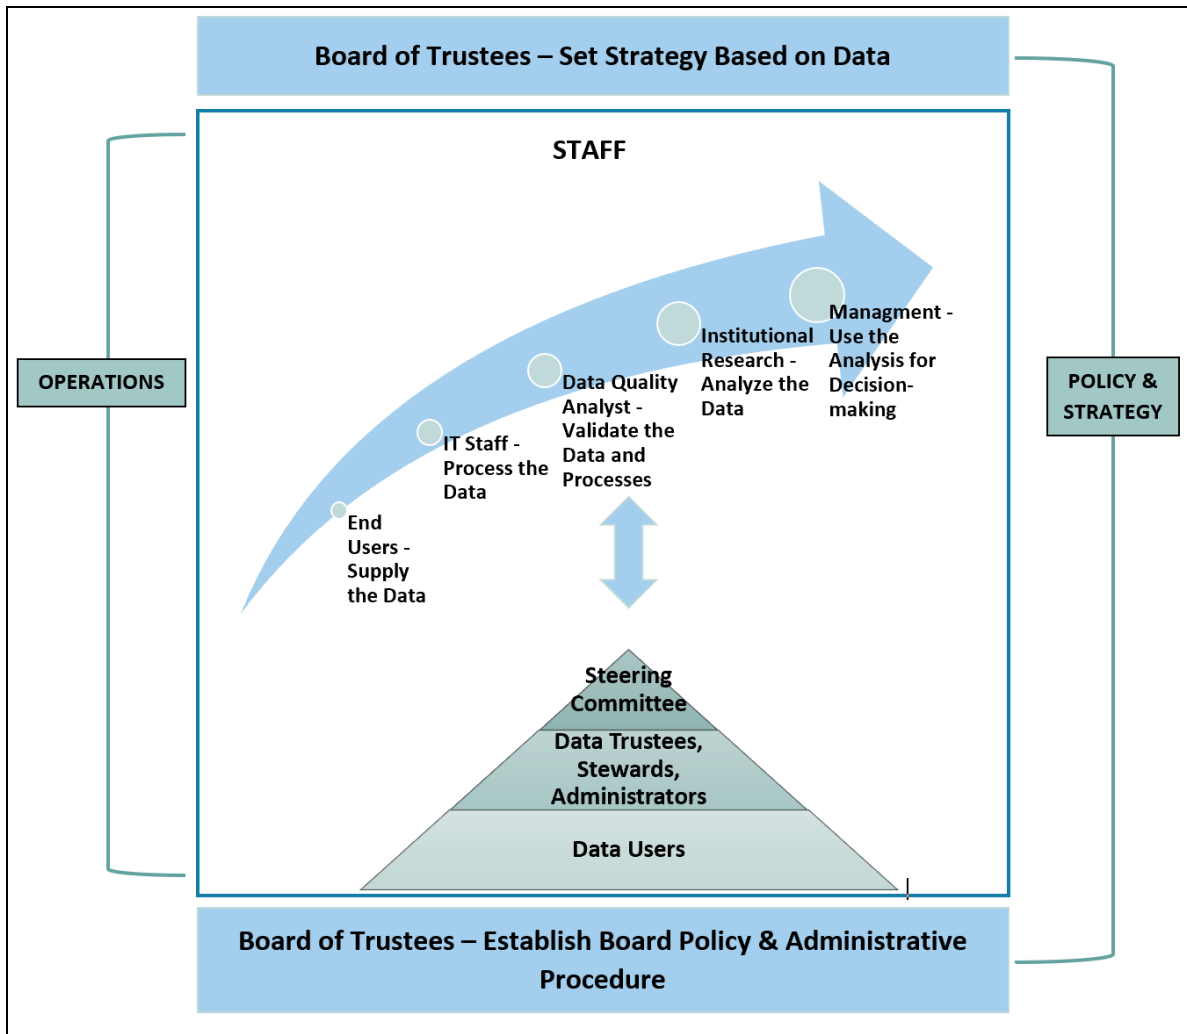 Board of Trustees – Set Strategy Based on Data
STAFF
OPERATIONS
POLICY &
STRATEGY
End
Users -
Supply
the Data
IT Staff -
Process the
Data
Data Quality
Analyst -
Validate the
Data and
Processes
Institutional
Research -
Analyze the
Data
Managment -
Use the
Analysis for
Decision-
making
Steering
Committee
Data Trustees,
Stewards,
Administrators
Data Users
Board of Trustees – Establish Board Policy & Administrative
Procedure